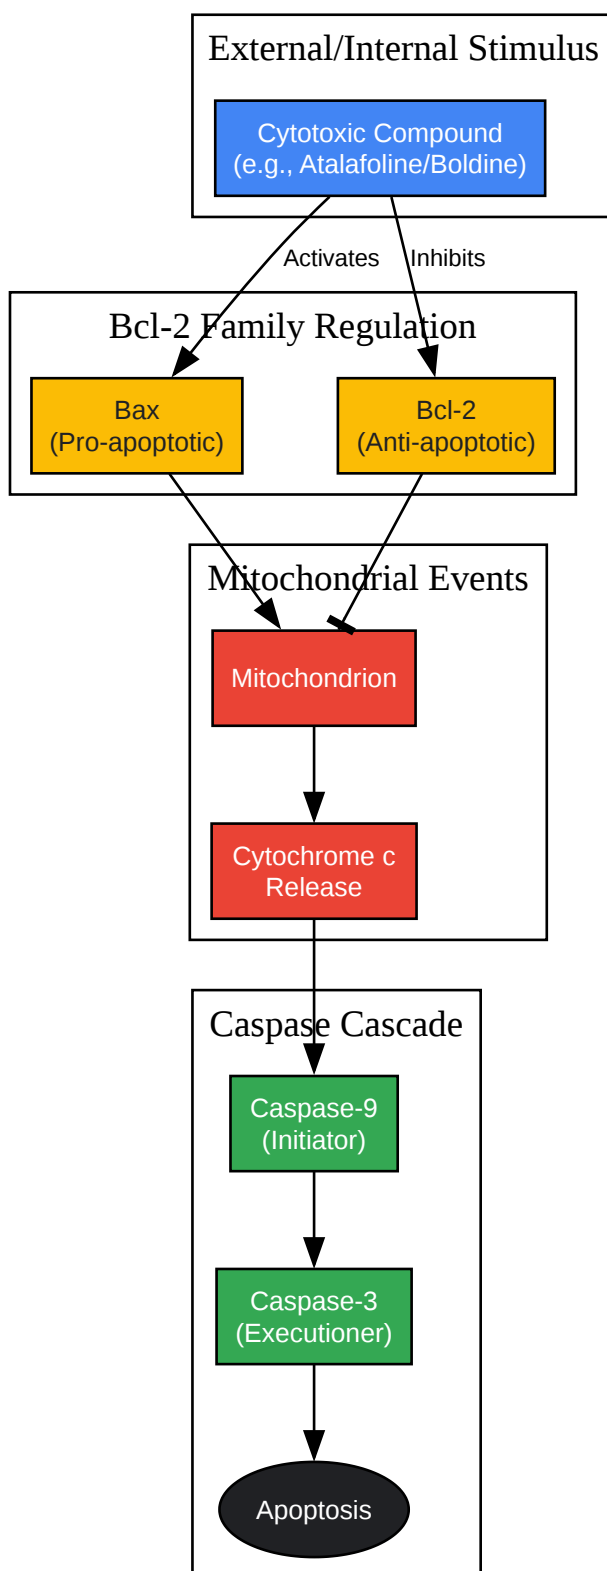 External/Internal Stimulus
Cytotoxic Compound
(e.g., Atalafoline/Boldine)
Activates
Inhibits
Bcl-2 Family Regulation
Bax
(Pro-apoptotic)
Bcl-2
(Anti-apoptotic)
Mitochondrial Events
Mitochondrion
Cytochrome c
Release
Caspase Cascade
Caspase-9
(Initiator)
Caspase-3
(Executioner)
Apoptosis